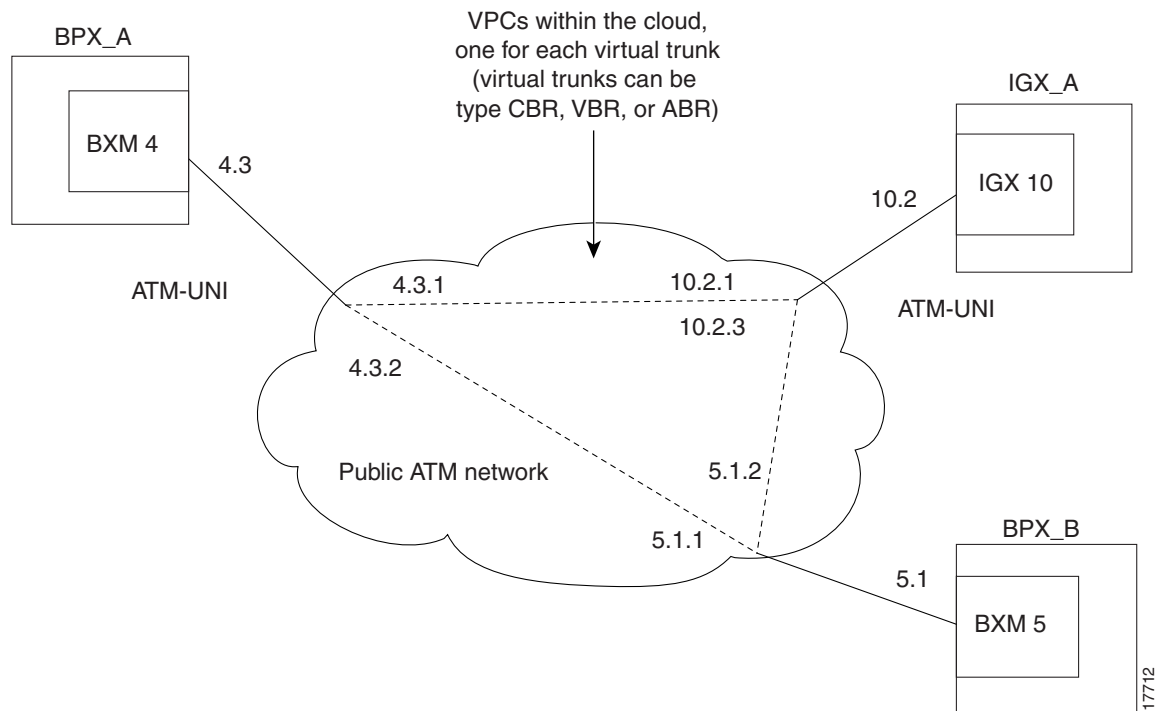 VPCs within the cloud,
one for each virtual trunk
(virtual trunks can be
type CBR, VBR, or ABR)
BPX_A
BXM 4
4.3
ATM-UNI
IGX_A
IGX 10
10.2
ATM-UNI
4.3.1
10.2.1
10.2.3
4.3.2
Public ATM network
5.1.2
5.1.1
BPX_B
5.1
BXM 5
17712